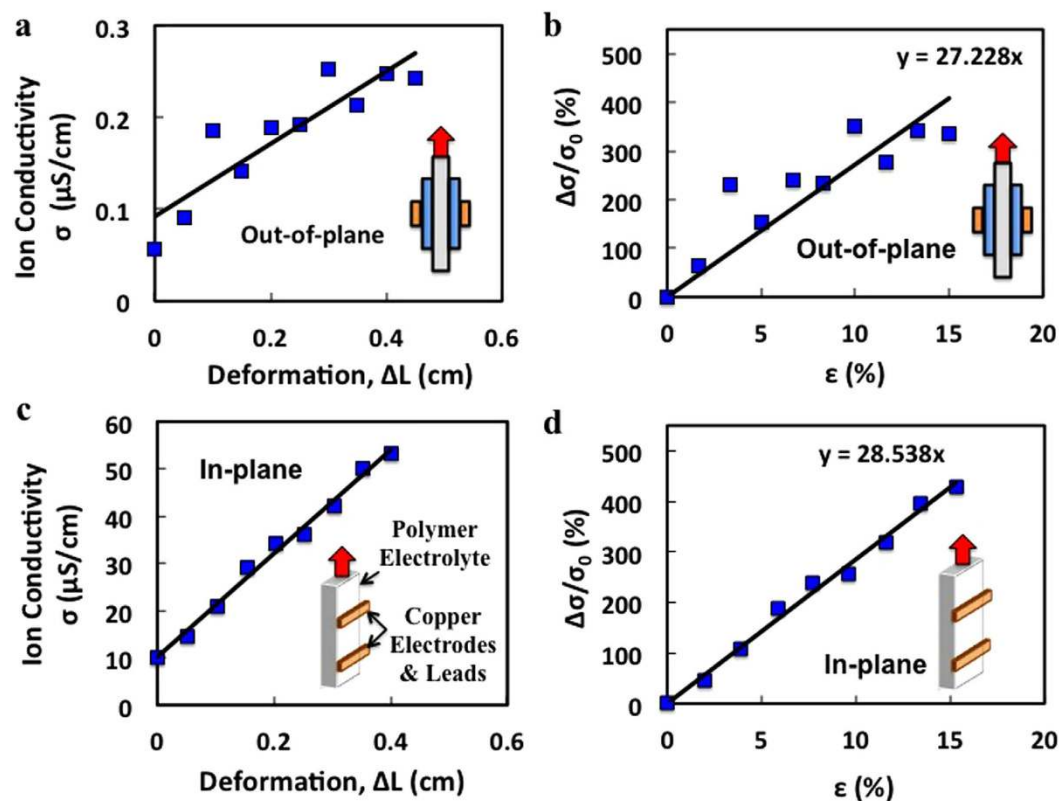 a
Ion Conductivity
σ (μS/cm)
0.3
0.2
0.1
0
Out-of-plane
0
0.2
0.4
0.6
Deformation, ΔL (cm)
b
Δσ/σ₀ (%)
500
400
300
200
100
0
y = 27.228x
Out-of-plane
0
5
10
15
20
ε (%)
c
Ion Conductivity
σ (μS/cm)
60
50
40
30
20
10
0
In-plane
Polymer
Electrolyte
Copper
Electrodes
& Leads
0
0.2
0.4
0.6
Deformation, ΔL (cm)
d
Δσ/σ₀ (%)
500
400
300
200
100
0
y = 28.538x
In-plane
0
5
10
15
20
ε (%)